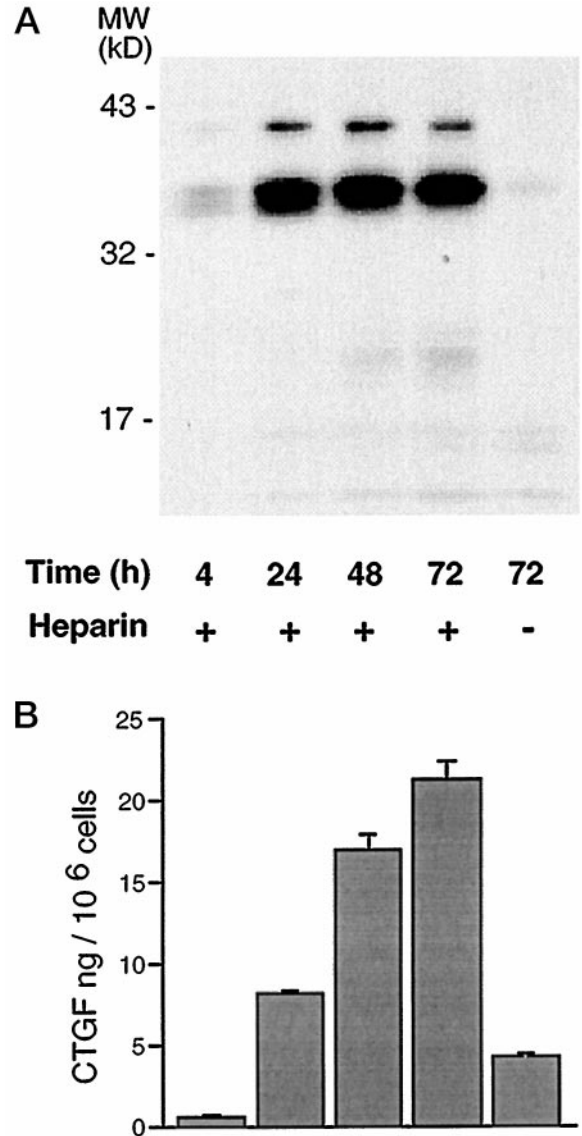 A
MW
(kD)
43 -
32 -
17 -
Time (h) 4 24 48 72 72
Heparin + + + + -
B
CTGF ng / 10 6 cells
25
20
15
10
5
0